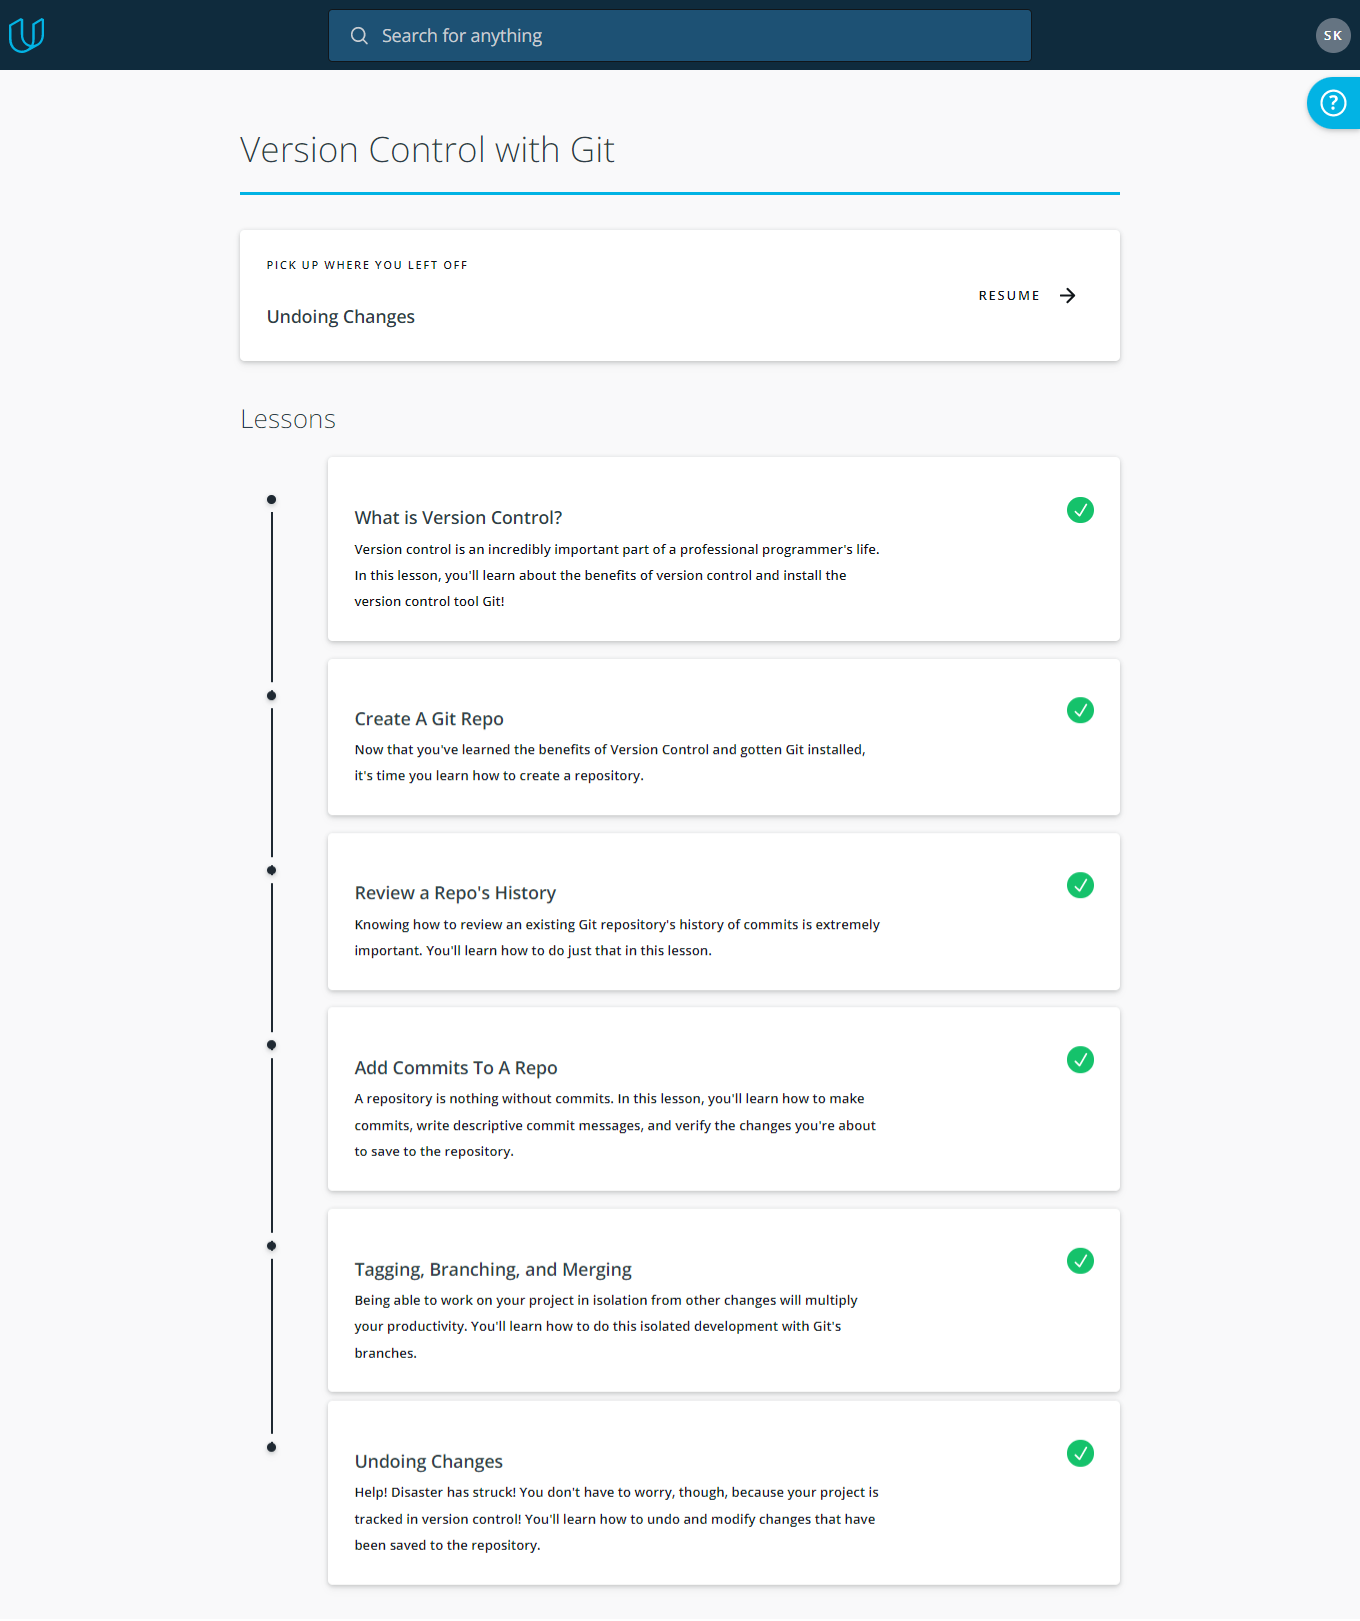 Search for anything
SK
?
Version Control with Git
PICK UP WHERE YOU LEFT OFF
RESUME
Undoing Changes
Lessons
What is Version Control?
Version control is an incredibly important part of a professional programmer's life.
In this lesson, you'll learn about the benefits of version control and install the
version control tool Git!
Create A Git Repo
Now that you've learned the benefits of Version Control and gotten Git installed,
it's time you learn how to create a repository.
Review a Repo's History
Knowing how to review an existing Git repository's history of commits is extremely
important. You'll learn how to do just that in this lesson.
Add Commits To A Repo
A repository is nothing without commits. In this lesson, you'll learn how to make
commits, write descriptive commit messages, and verify the changes you're about
to save to the repository.
Tagging, Branching, and Merging
Being able to work on your project in isolation from other changes will multiply
your productivity. You'll learn how to do this isolated development with Git's
branches.
Undoing Changes
Help! Disaster has struck! You don't have to worry, though, because your project is
tracked in version control! You'll learn how to undo and modify changes that have
been saved to the repository.